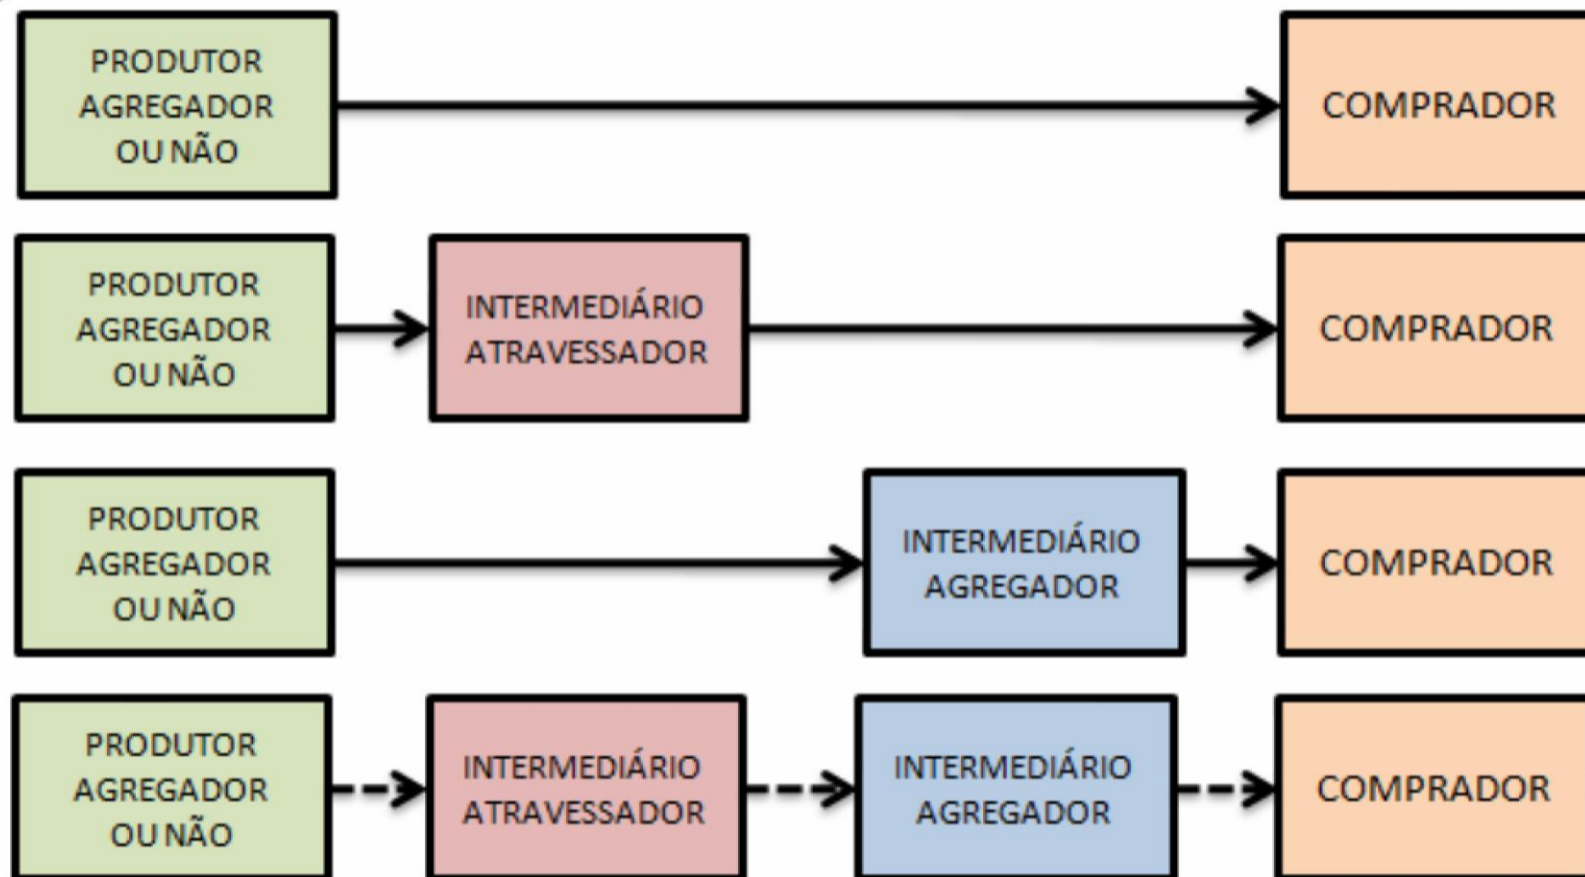 PRODUTOR
AGREGADOR
OU NÃO
COMPRADOR
PRODUTOR
AGREGADOR
OU NÃO
INTERMEDIÁRIO
ATRAVESSADOR
COMPRADOR
PRODUTOR
AGREGADOR
OU NÃO
INTERMEDIÁRIO
AGREGADOR
COMPRADOR
PRODUTOR
AGREGADOR
OU NÃO
INTERMEDIÁRIO
ATRAVESSADOR
INTERMEDIÁRIO
AGREGADOR
COMPRADOR